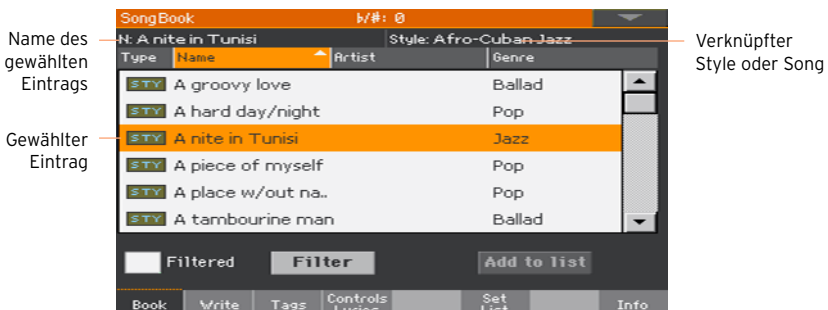 SongBook ♭/#: 0
N: A nite in Tunisi Style: Afro-Cuban Jazz
Type Name Artist Genre
STY A groovy love Ballad
STY A hard day/night Pop
STY A nite in Tunisi Jazz
STY A piece of myself Pop
STY A place w/out na.. Pop
STY A tambourine man Ballad
Filtered Filter Add to list
Book Write Tags Controls Set Info
List
Name des
gewählten
Eintrags
Gewählter
Eintrag
Verknüpfter
Style oder Song